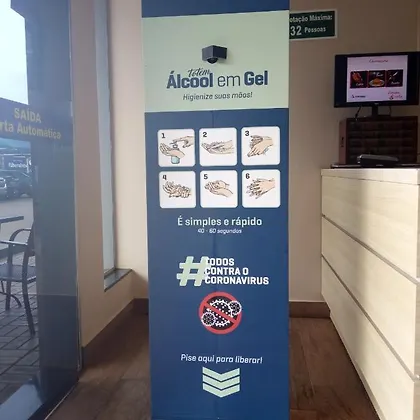 Lotação Máxima:
32 Pessoas
Totem
Álcool em Gel
Higienize suas mãos!
SAÍDA
rta Automática
1 2 3
4 5 6
É simples e rápido
40 - 60 segundos
#TODOS
CONTRA O
CORONAVIRUS
Pise aqui para liberar!